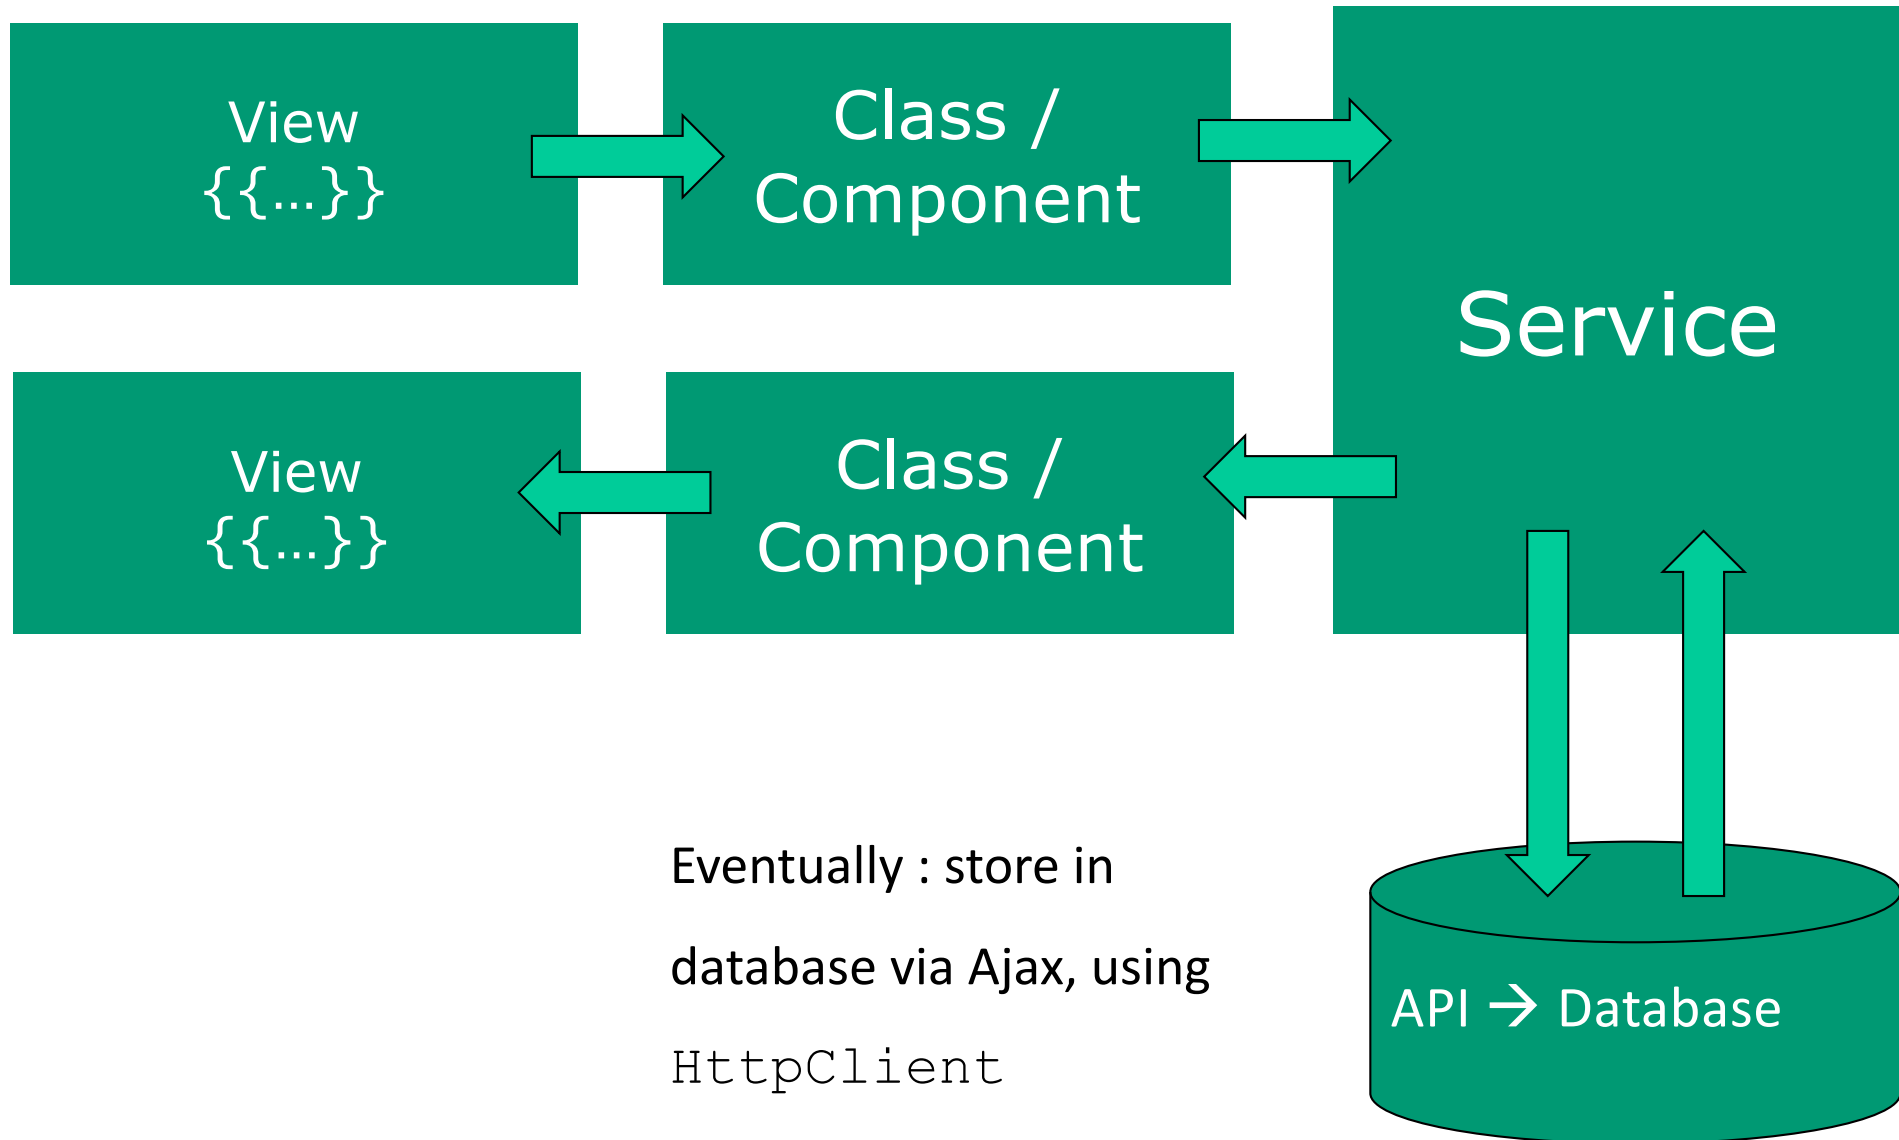 View
{{…}}
Class /
Component
Service
View
{{…}}
Class /
Component
Eventually : store in
database via Ajax, using
HttpClient
API → Database